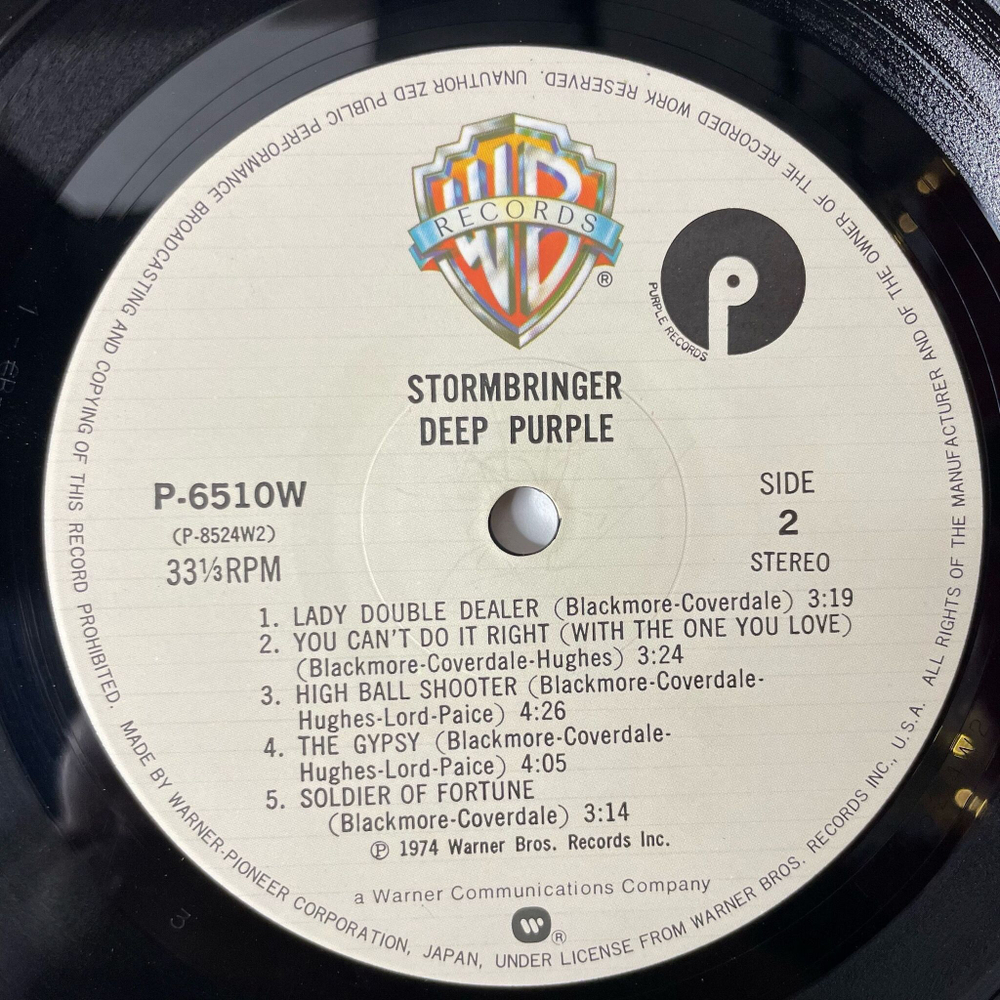 WB
RECORDS
®
P
PURPLE RECORDS
STORMBRINGER
DEEP PURPLE
P-6510W
(P-8524W2)
33⅓RPM
SIDE
2
STEREO
1. LADY DOUBLE DEALER (Blackmore-Coverdale) 3:19
2. YOU CAN'T DO IT RIGHT (WITH THE ONE YOU LOVE)
(Blackmore-Coverdale-Hughes) 3:24
3. HIGH BALL SHOOTER (Blackmore-Coverdale-
Hughes-Lord-Paice) 4:26
4. THE GYPSY (Blackmore-Coverdale-
Hughes-Lord-Paice) 4:05
5. SOLDIER OF FORTUNE
(Blackmore-Coverdale) 3:14
℗ 1974 Warner Bros. Records Inc.
a Warner Communications Company
W ®
MADE BY WARNER-PIONEER CORPORATION, JAPAN, UNDER LICENSE FROM WARNER BROS. RECORDS INC., U.S.A. ALL RIGHTS OF THE MANUFACTURER AND OF THE OWNER OF THE RECORDED WORK RESERVED. UNAUTHOR ZED PUBLIC PERFORMANCE BROADCASTING AND COPYING OF THIS RECORD PROHIBITED.